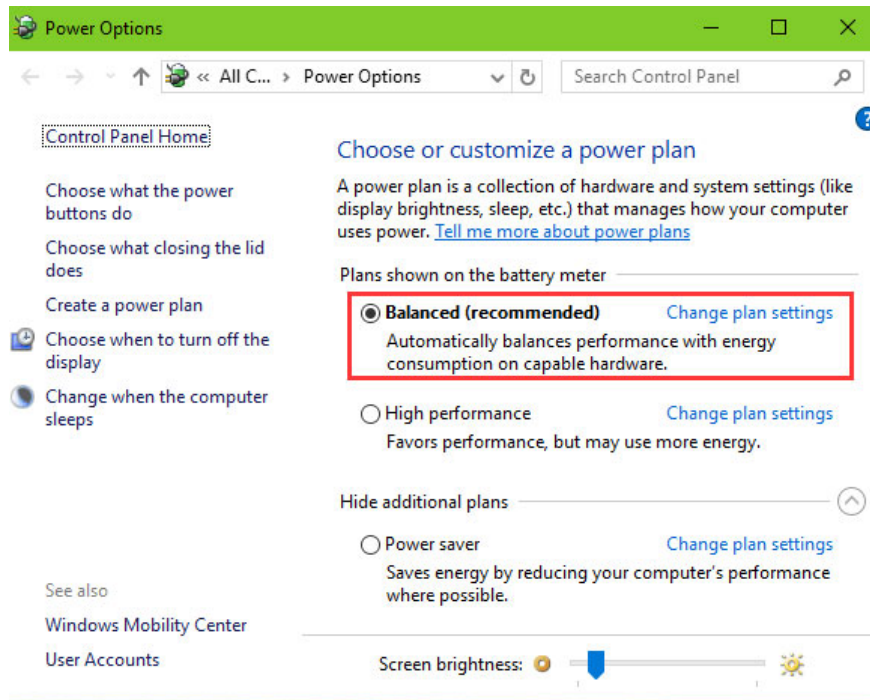 Power Options
« All C... › Power Options
Search Control Panel
Control Panel Home
Choose what the power
buttons do
Choose what closing the lid
does
Create a power plan
Choose when to turn off the
display
Change when the computer
sleeps
See also
Windows Mobility Center
User Accounts
?
Choose or customize a power plan
A power plan is a collection of hardware and system settings (like
display brightness, sleep, etc.) that manages how your computer
uses power. Tell me more about power plans
Plans shown on the battery meter
Balanced (recommended) Change plan settings
Automatically balances performance with energy
consumption on capable hardware.
High performance Change plan settings
Favors performance, but may use more energy.
Hide additional plans
Power saver Change plan settings
Saves energy by reducing your computer's performance
where possible.
Screen brightness: